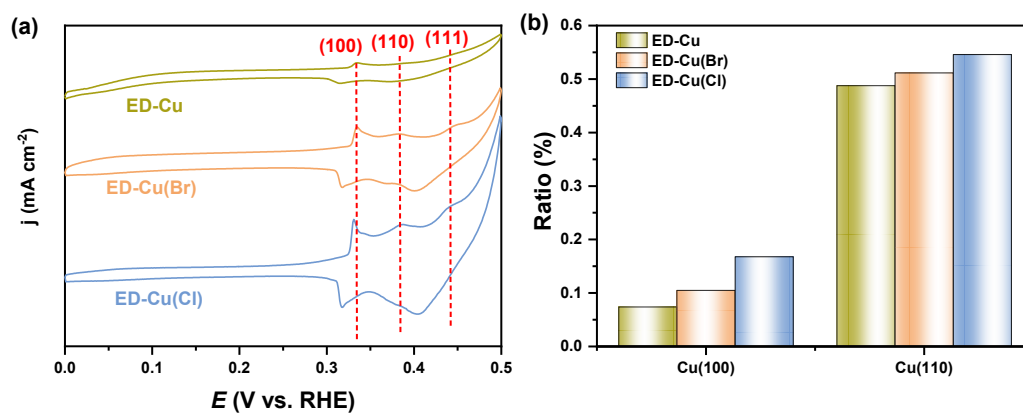 (a)
(100)
(110)
(111)
ED-Cu
ED-Cu(Br)
ED-Cu(Cl)
j (mA cm-2)
0.0
0.1
0.2
0.3
0.4
0.5
E (V vs. RHE)
(b)
ED-Cu
ED-Cu(Br)
ED-Cu(Cl)
Ratio (%)
0.6
0.5
0.4
0.3
0.2
0.1
0.0
Cu(100)
Cu(110)